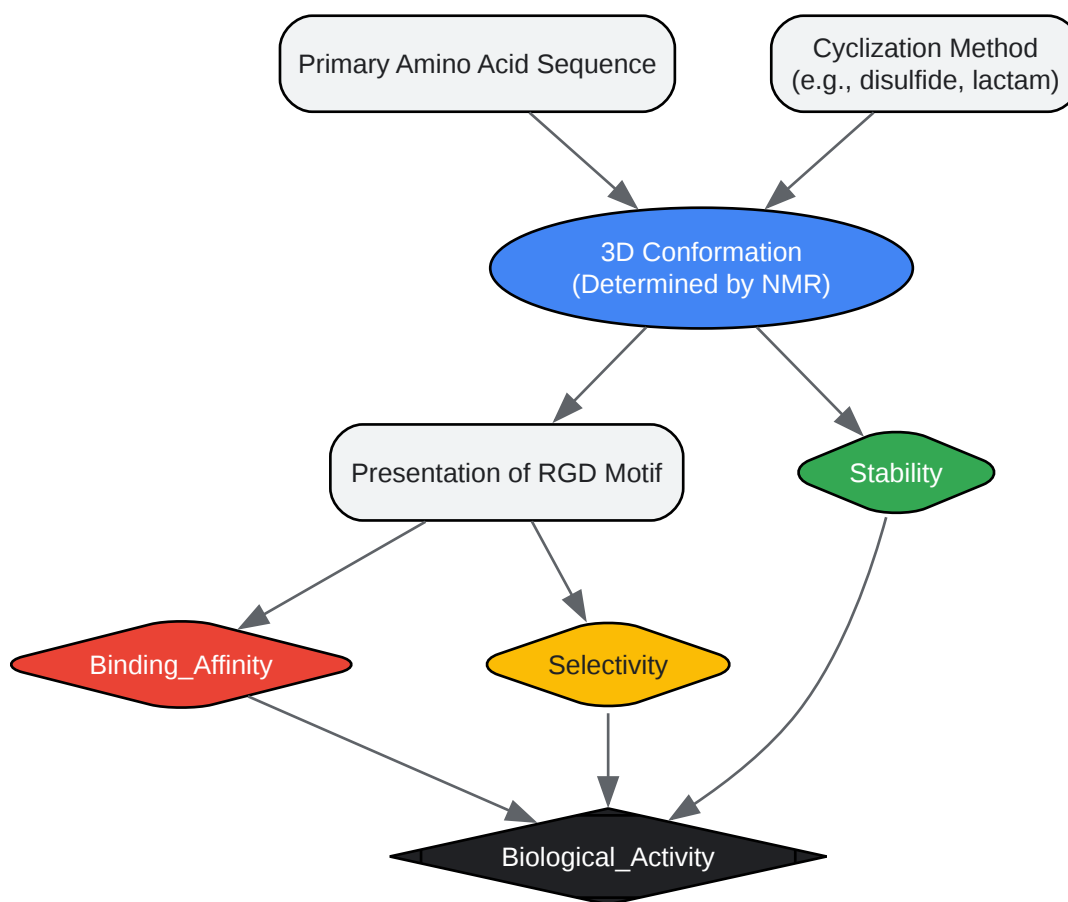 Primary Amino Acid Sequence
Cyclization Method
(e.g., disulfide, lactam)
3D Conformation
(Determined by NMR)
Presentation of RGD Motif
Stability
Binding_Affinity
Selectivity
Biological_Activity